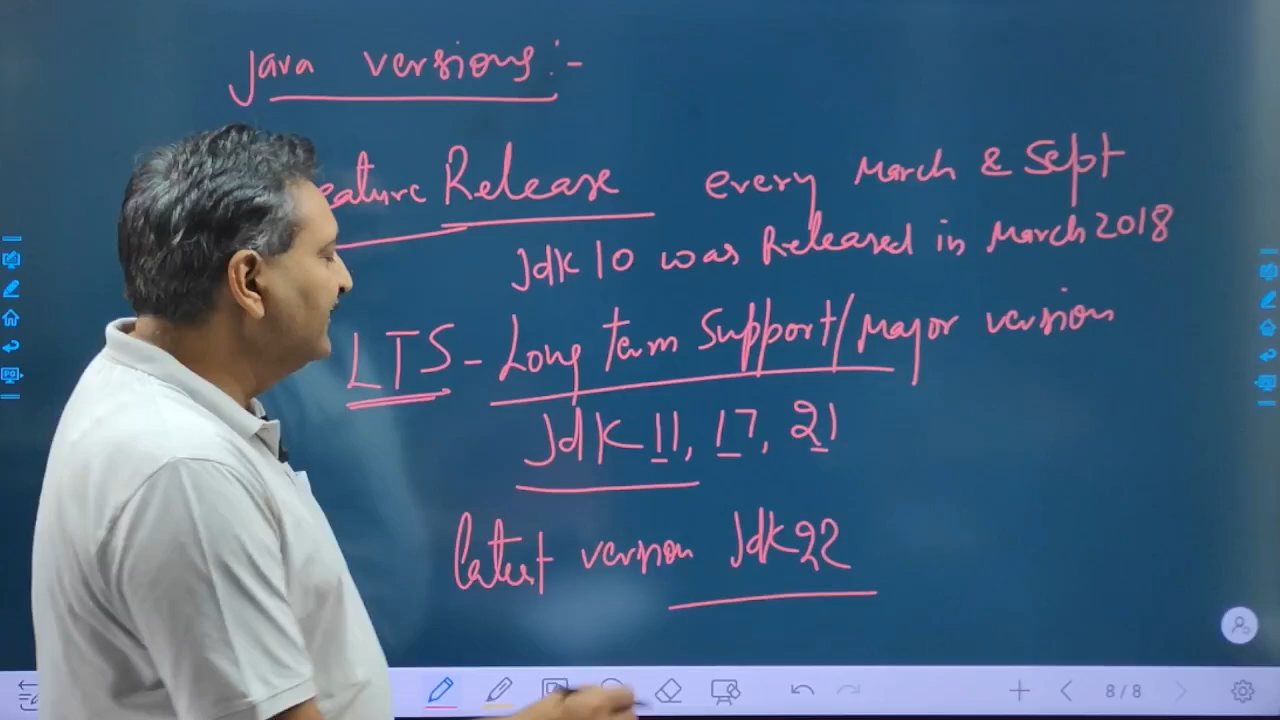 Java versions:-
eature Release every March & Sept
Jdk 10 was Released in March 2018
LTS - Long term Support/Major version
Jdk 11, 17, 21
latest version Jdk22
8/8